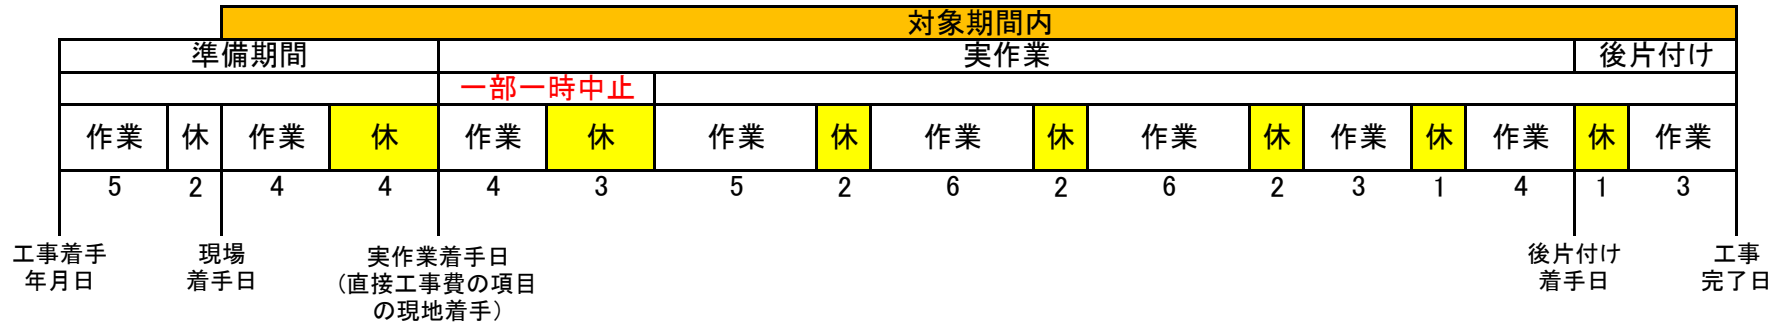 対象期間内
準備期間 実作業 後片付け
一部一時中止
作業 休 作業 休 作業 休 作業 休 作業 休 作業 休 作業 休 作業 休 作業
5 2 4 4 4 3 5 2 6 2 6 2 3 1 4 1 3
工事着手
年月日
現場
着手日
実作業着手日
(直接工事費の項目
の現地着手)
後片付け
着手日
工事
完了日